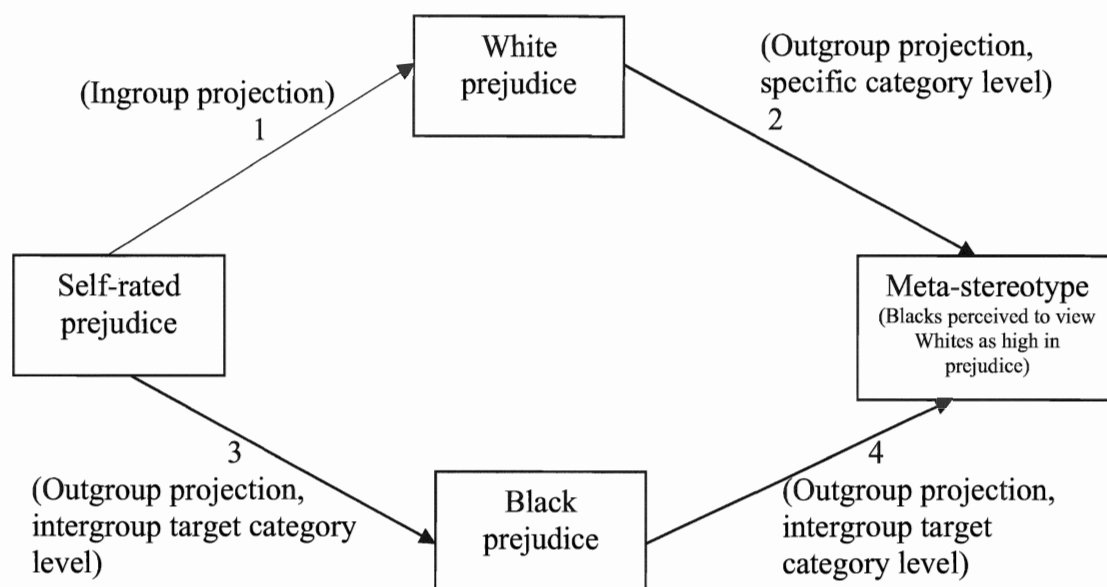 White
prejudice
(Outgroup projection,
specific category level)
2
(Ingroup projection)
1
Self-rated
prejudice
Meta-stereotype
(Blacks perceived to view
Whites as high in
prejudice)
3
(Outgroup projection,
intergroup target category
level)
Black
prejudice
4
(Outgroup projection,
intergroup target
category level)